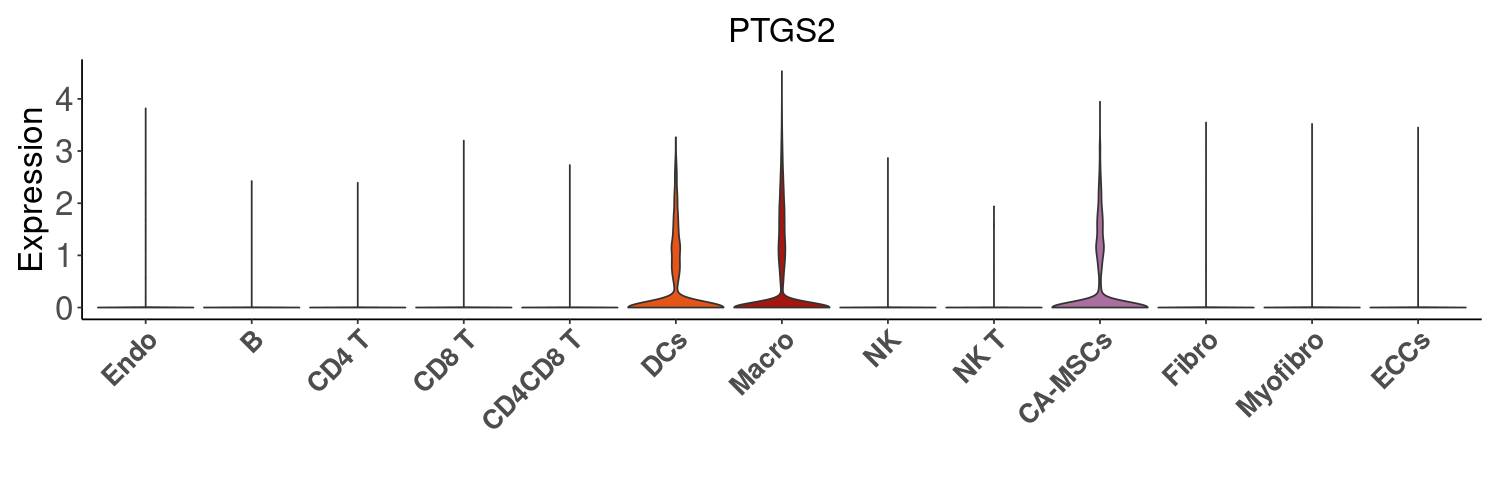 PTGS2
Expression
4
3
2
1
0
Endo
B
CD4 T
CD8 T
CD4CD8 T
DCs
Macro
NK
NK T
CA-MSCs
Fibro
Myofibro
ECCs